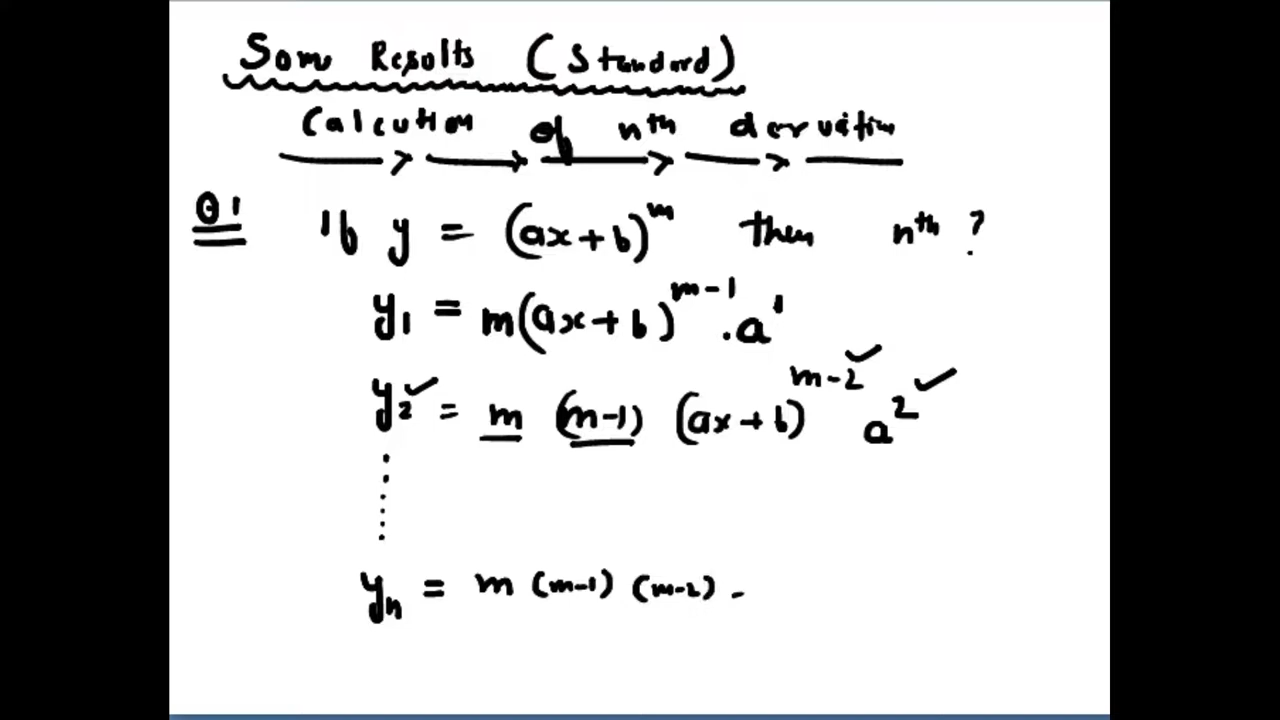 Som Results (Standard)
Calcution of nth dervation
Q1 If y = (ax+b)^m then nth ?
y₁ = m(ax+b)^{m-1} . a^1
y₂ = m (m-1) (ax+b)^{m-2} a^2
yₙ = m (m-1) (m-2) -